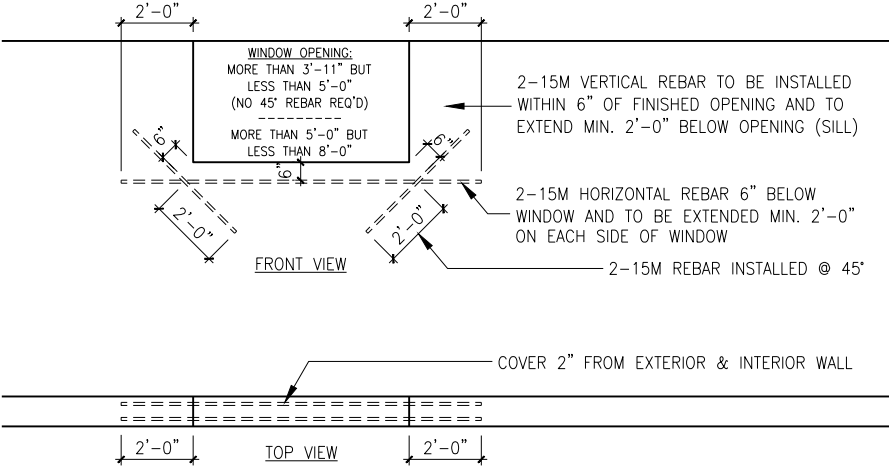 2'-0"
2'-0"
WINDOW OPENING:
MORE THAN 3'-11" BUT
LESS THAN 5'-0"
(NO 45° REBAR REQ'D)
MORE THAN 5'-0" BUT
LESS THAN 8'-0"
2-15M VERTICAL REBAR TO BE INSTALLED
WITHIN 6" OF FINISHED OPENING AND TO
EXTEND MIN. 2'-0" BELOW OPENING (SILL)
6"
6"
6"
2-15M HORIZONTAL REBAR 6" BELOW
WINDOW AND TO BE EXTENDED MIN. 2'-0"
ON EACH SIDE OF WINDOW
2'-0"
2'-0"
FRONT VIEW
2-15M REBAR INSTALLED @ 45°
COVER 2" FROM EXTERIOR & INTERIOR WALL
2'-0"
TOP VIEW
2'-0"